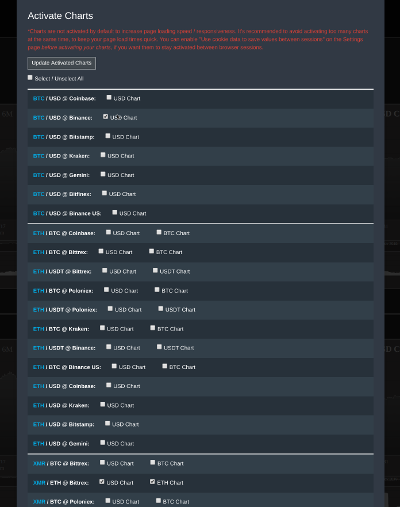 Activate Charts
*Charts are not activated by default to increase page loading speed / responsiveness. It's recommended to avoid activating too many charts
at the same time, to keep your page load times quick. You can enable "Use cookie data to save values between sessions" on the Settings
page before activating your charts, if you want them to stay activated between browser sessions.
Update Activated Charts
Select / Unselect All
BTC / USD @ Coinbase: USD Chart
BTC / USD @ Binance: USD Chart
BTC / USD @ Bitstamp: USD Chart
BTC / USD @ Kraken: USD Chart
BTC / USD @ Gemini: USD Chart
BTC / USD @ Bitfinex: USD Chart
BTC / USD @ Binance US: USD Chart
ETH / BTC @ Coinbase: USD Chart BTC Chart
ETH / BTC @ Bittrex: USD Chart BTC Chart
ETH / USDT @ Bittrex: USD Chart USDT Chart
ETH / BTC @ Poloniex: USD Chart BTC Chart
ETH / USDT @ Poloniex: USD Chart USDT Chart
ETH / BTC @ Kraken: USD Chart BTC Chart
ETH / USDT @ Binance: USD Chart USDT Chart
ETH / BTC @ Binance US: USD Chart BTC Chart
ETH / USD @ Coinbase: USD Chart
ETH / USD @ Kraken: USD Chart
ETH / USD @ Bitstamp: USD Chart
ETH / USD @ Gemini: USD Chart
XMR / BTC @ Bittrex: USD Chart BTC Chart
XMR / ETH @ Bittrex: USD Chart ETH Chart
XMR / BTC @ Poloniex: USD Chart BTC Chart